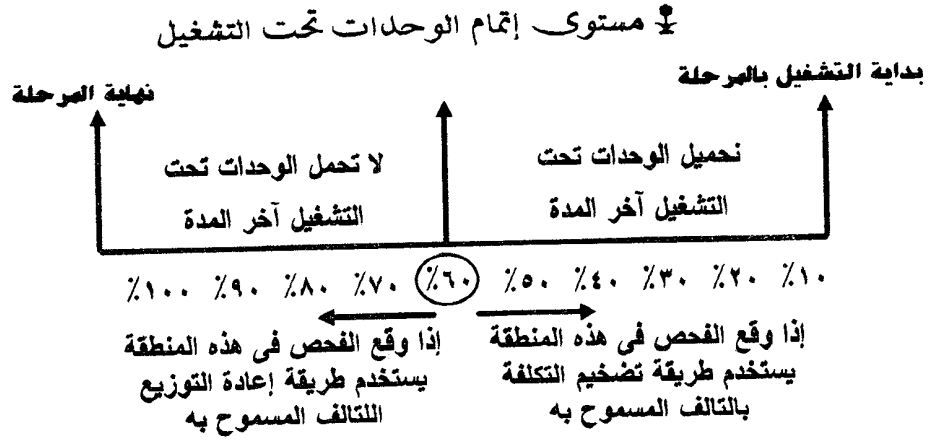 مستوى إتمام الوحدات تحت التشغيل
بداية التشغيل بالمرحلة
نهاية المرحلة
نحميل الوحدات تحت
التشغيل آخر المدة
لا تحمل الوحدات تحت
التشغيل آخر المدة
٪١٠ ٪٢٠ ٪٣٠ ٪٤٠ ٪٥٠ ٪٦٠ ٪٧٠ ٪٨٠ ٪٩٠ ٪١٠٠
إذا وقع الفحص فى هذه المنطقة
يستخدم طريقة تضخيم التكلفة
بالتالف المسموح به
إذا وقع الفحص فى هذه المنطقة
يستخدم طريقة إعادة التوزيع
اللتالف المسموح به